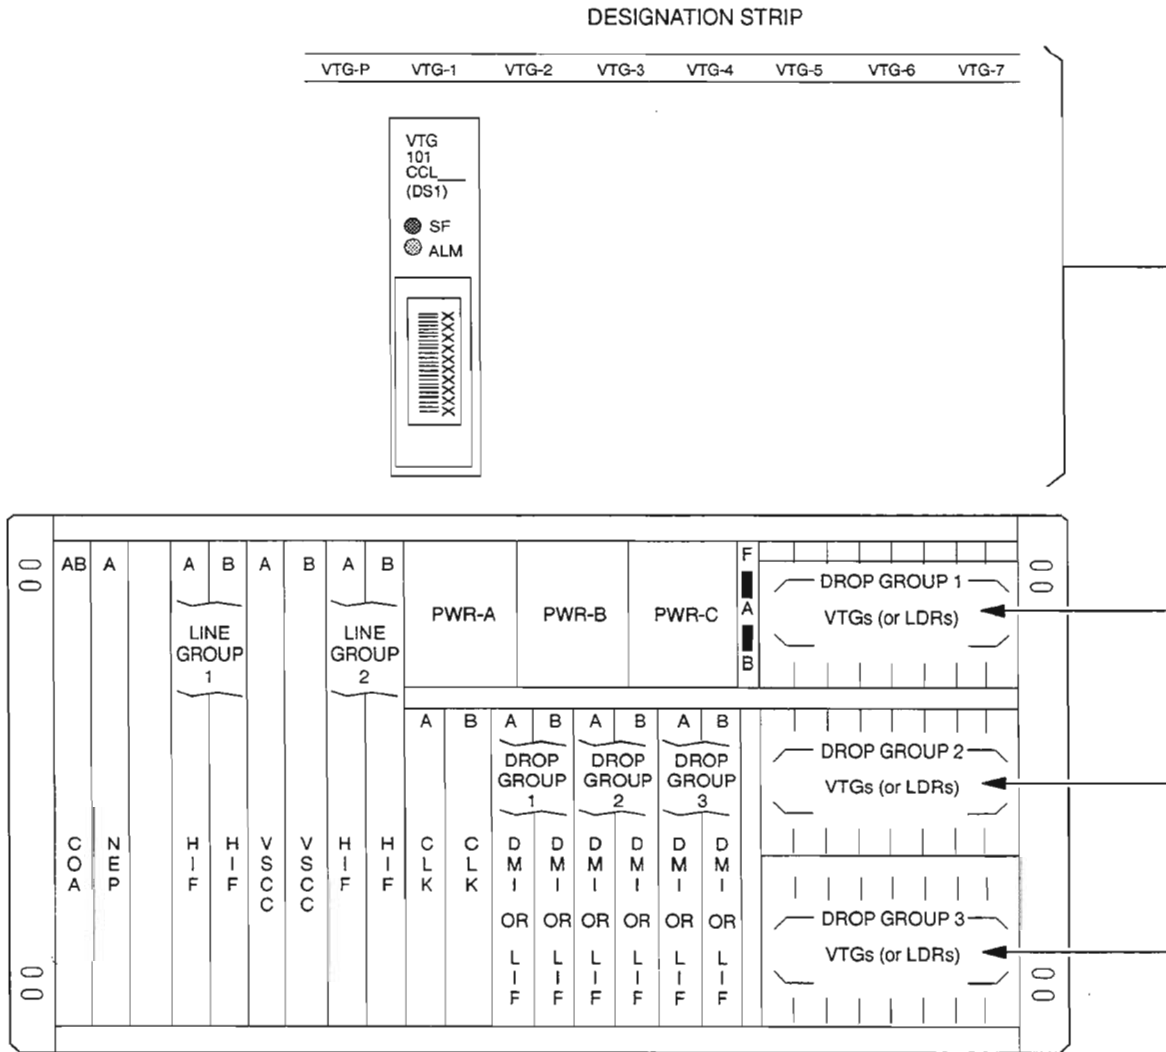 DESIGNATION STRIP
VTG-P VTG-1 VTG-2 VTG-3 VTG-4 VTG-5 VTG-6 VTG-7
VTG
101
CCL___
(DS1)
SF
ALM
XXXXXXXXXX
AB A A B A B A B
LINE GROUP 1
LINE GROUP 2
PWR-A PWR-B PWR-C
F
A
B
DROP GROUP 1
VTGs (or LDRs)
A B A B A B A B
DROP GROUP 1
DROP GROUP 2
DROP GROUP 3
DROP GROUP 2
VTGs (or LDRs)
COA NEP HIF HIF VSCC VSCC HIF HIF CLK CLK
DMI OR LIF DMI OR LIF DMI OR LIF DMI OR LIF DMI OR LIF DMI OR LIF
DROP GROUP 3
VTGs (or LDRs)